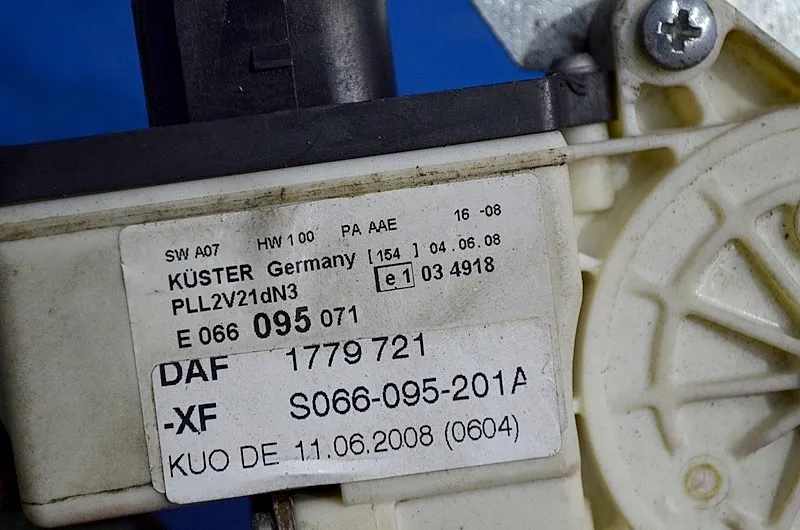 SW A07 HW 1 00 PA AAE 16 -08
KÜSTER Germany [154 ] 04.06.08
PLL2V21dN3 e1 03 4918
E 066 095 071
DAF 1779 721
-XF S066-095-201A
KUO DE 11.06.2008 (0604)